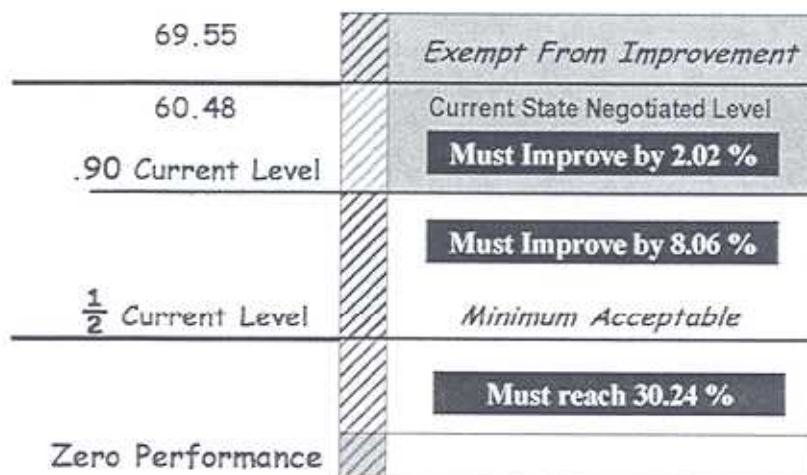 69.55
Exempt From Improvement
60.48
Current State Negotiated Level
Must Improve by 2.02 %
.90 Current Level
Must Improve by 8.06 %
1/2 Current Level
Minimum Acceptable
Must reach 30.24 %
Zero Performance